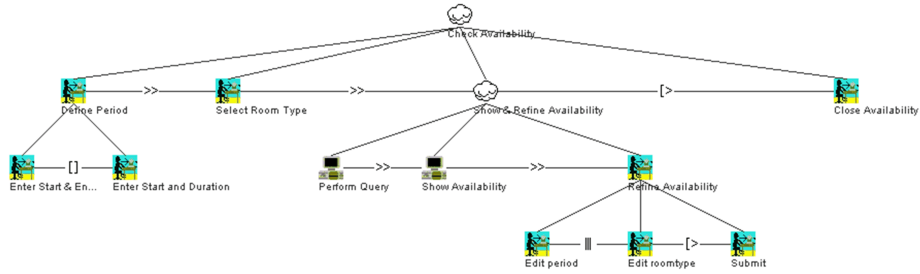 Check Availability
>> >> [>
Define Period Select Room Type Show & Refine Availability Close Availability
[] >> >>
Enter Start & En... Enter Start and Duration Perform Query Show Availability Refine Availability
||| [>
Edit period Edit roomtype Submit